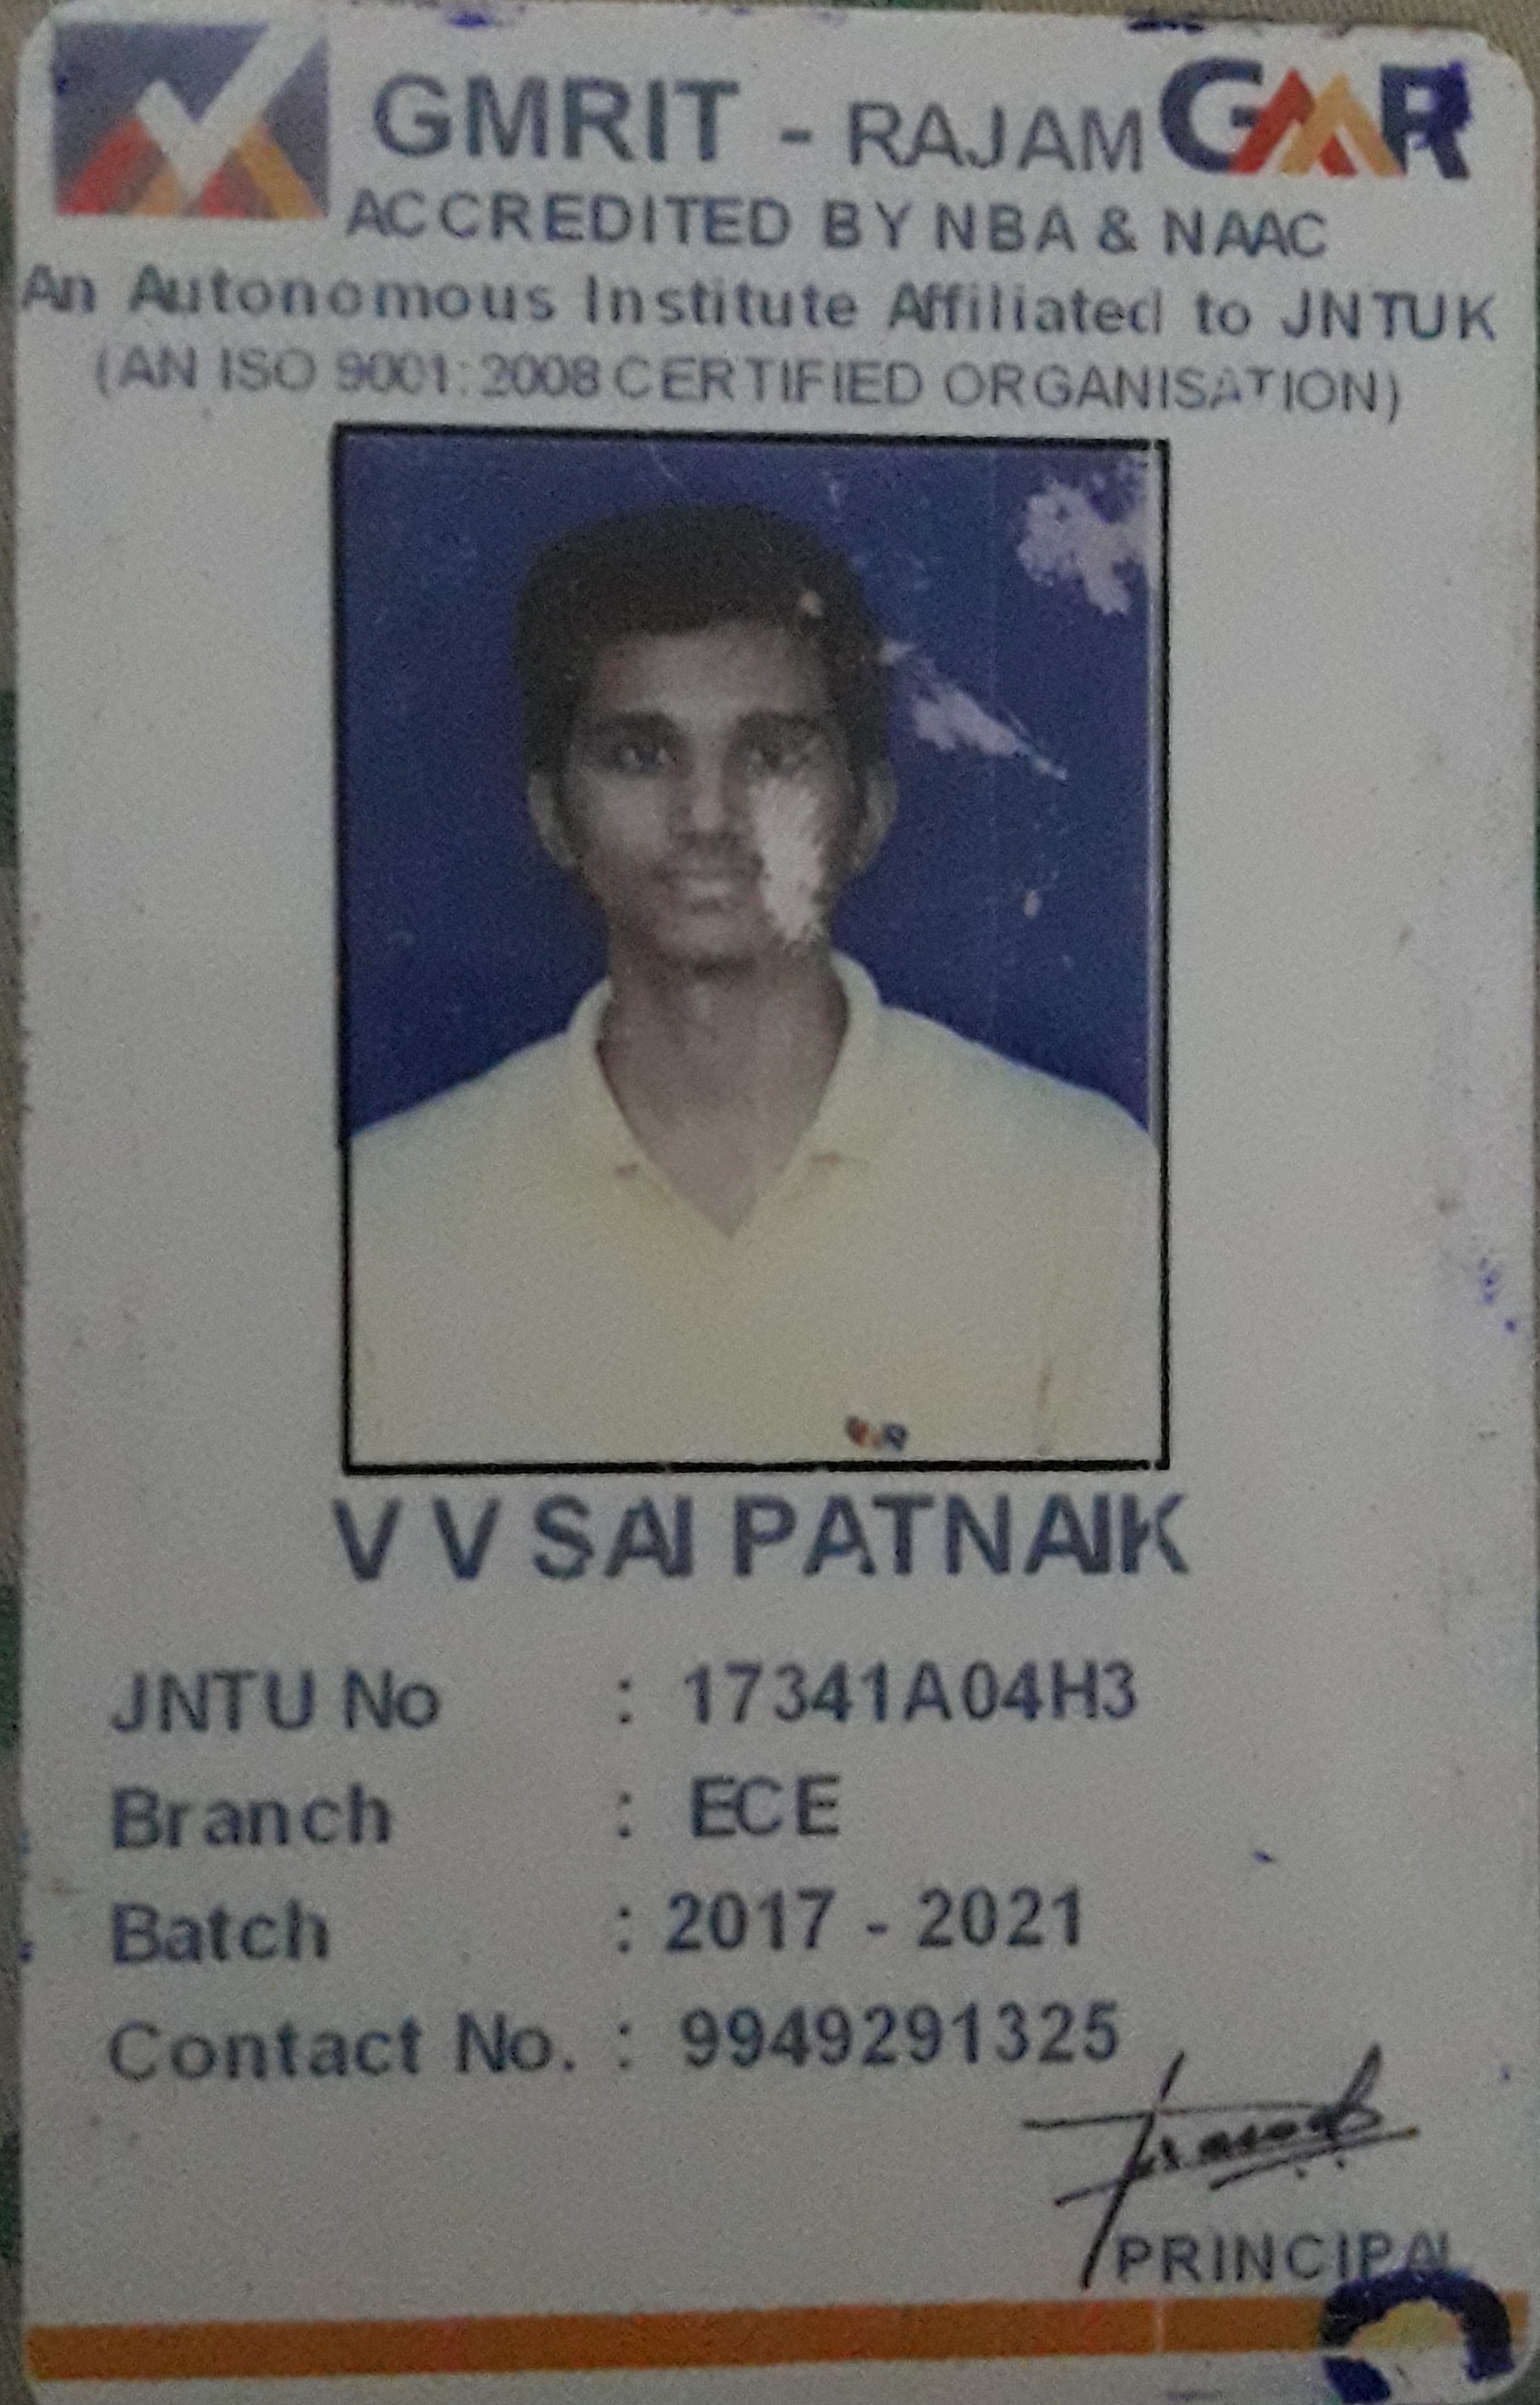 GMRIT - RAJAM GMR
ACCREDITED BY NBA & NAAC
An Autonomous Institute Affiliated to JNTUK
(AN ISO 9001:2008 CERTIFIED ORGANISATION)
V V SAI PATNAIK
JNTU No : 17341A04H3
Branch : ECE
Batch : 2017 - 2021
Contact No. : 9949291325
PRINCIPAL